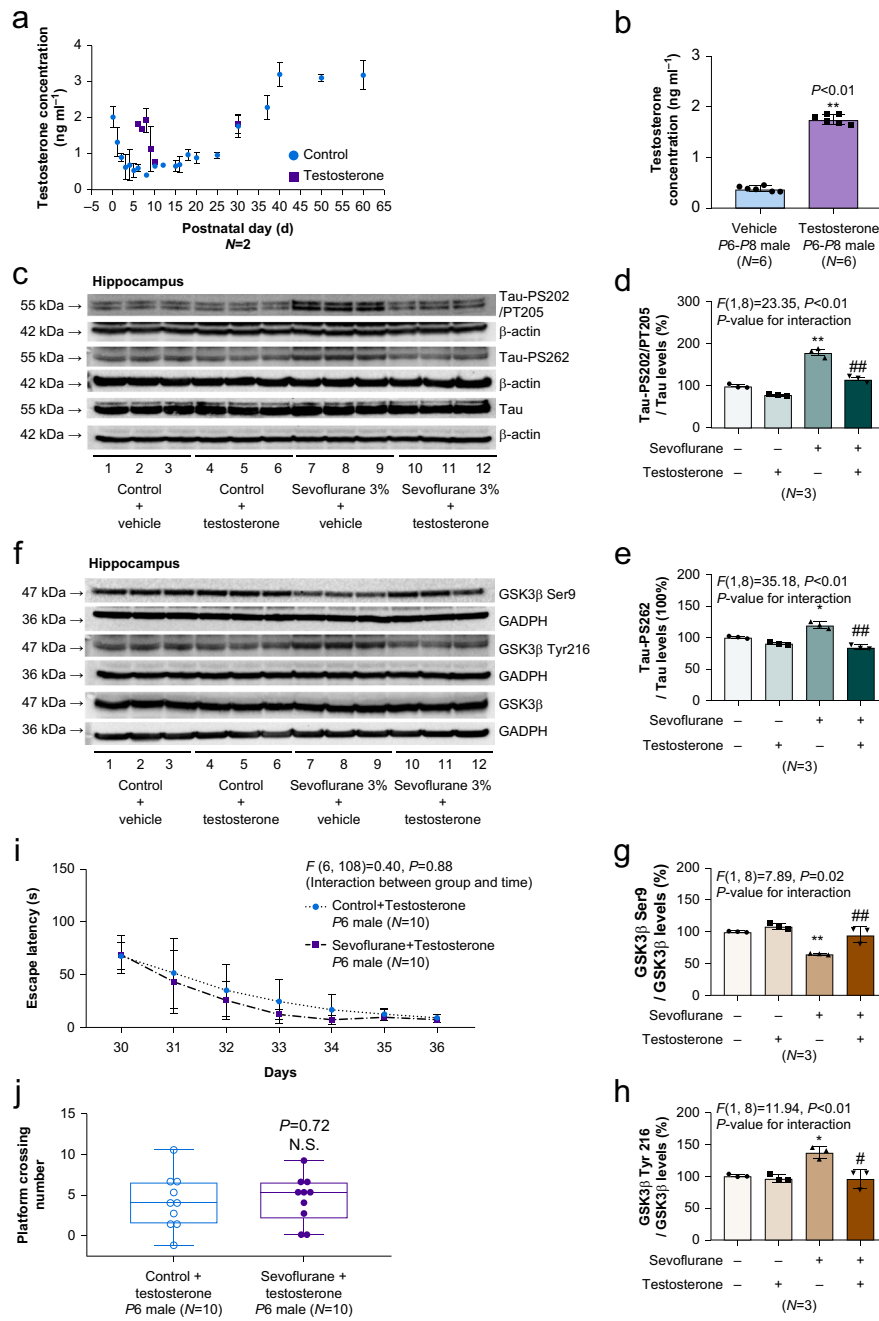 a
Testosterone concentration
(ng ml⁻¹)
4
3
2
1
0
Control
Testosterone
–5 0 5 10 15 20 25 30 35 40 45 50 55 60 65
Postnatal day (d)
N=2
b
Testosterone
concentration (ng ml⁻¹)
3
2
1
0
P<0.01
**
Vehicle
P6-P8 male
(N=6)
Testosterone
P6-P8 male
(N=6)
c
Hippocampus
55 kDa → Tau-PS202
/PT205
42 kDa → β-actin
55 kDa → Tau-PS262
42 kDa → β-actin
55 kDa → Tau
42 kDa → β-actin
1 2 3 4 5 6 7 8 9 10 11 12
Control
+
vehicle
Control
+
testosterone
Sevoflurane 3%
+
vehicle
Sevoflurane 3%
+
testosterone
d
Tau-PS202/PT205
/ Tau levels (%)
300
200
150
100
50
0
F(1,8)=23.35, P<0.01
P-value for interaction
**
##
Sevoflurane – – + +
Testosterone – + – +
(N=3)
f
Hippocampus
47 kDa → GSK3β Ser9
36 kDa → GADPH
47 kDa → GSK3β Tyr216
36 kDa → GADPH
47 kDa → GSK3β
36 kDa → GADPH
1 2 3 4 5 6 7 8 9 10 11 12
Control
+
vehicle
Control
+
testosterone
Sevoflurane 3%
+
vehicle
Sevoflurane 3%
+
testosterone
e
Tau-PS262
/ Tau levels (100%)
200
150
100
50
0
F(1,8)=35.18, P<0.01
P-value for interaction
*
##
Sevoflurane – – + +
Testosterone – + – +
(N=3)
i
Escape latency (s)
150
100
50
0
F (6, 108)=0.40, P=0.88
(Interaction between group and time)
Control+Testosterone
P6 male (N=10)
Sevoflurane+Testosterone
P6 male (N=10)
30 31 32 33 34 35 36
Days
g
GSK3β Ser9
/ GSK3β levels (%)
200
150
100
50
0
F(1, 8)=7.89, P=0.02
P-value for interaction
**
##
Sevoflurane – – + +
Testosterone – + – +
(N=3)
j
Platform crossing
number
15
10
5
0
P=0.72
N.S.
Control +
testosterone
P6 male (N=10)
Sevoflurane +
testosterone
P6 male (N=10)
h
GSK3β Tyr 216
/ GSK3β levels (%)
200
150
100
50
0
F(1, 8)=11.94, P<0.01
P-value for interaction
*
#
Sevoflurane – – + +
Testosterone – + – +
(N=3)